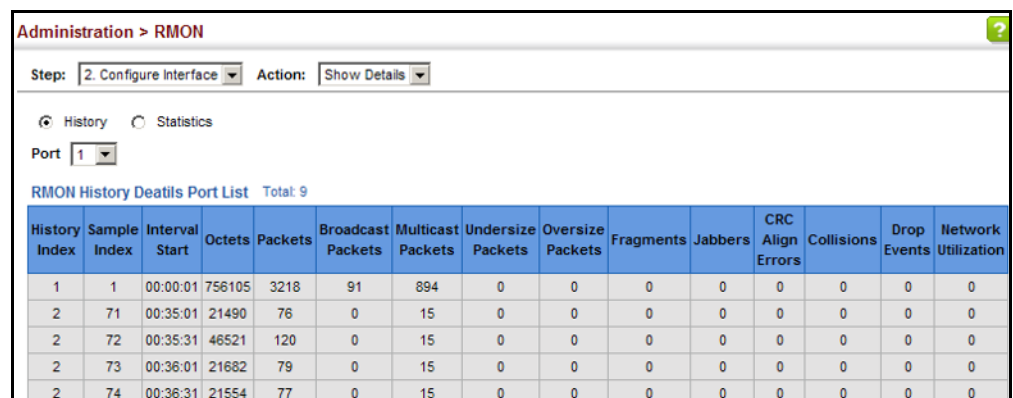 Administration > RMON ?
Step: 2. Configure Interface Action: Show Details
History Statistics
Port 1
RMON History Deatils Port List Total: 9
History Index Sample Index Interval Start Octets Packets Broadcast Packets Multicast Packets Undersize Packets Oversize Packets Fragments Jabbers CRC Align Errors Collisions Drop Events Network Utilization
1 1 00:00:01 756105 3218 91 894 0 0 0 0 0 0 0 0
2 71 00:35:01 21490 76 0 15 0 0 0 0 0 0 0 0
2 72 00:35:31 46521 120 0 15 0 0 0 0 0 0 0 0
2 73 00:36:01 21682 79 0 15 0 0 0 0 0 0 0 0
2 74 00:36:31 21554 77 0 15 0 0 0 0 0 0 0 0